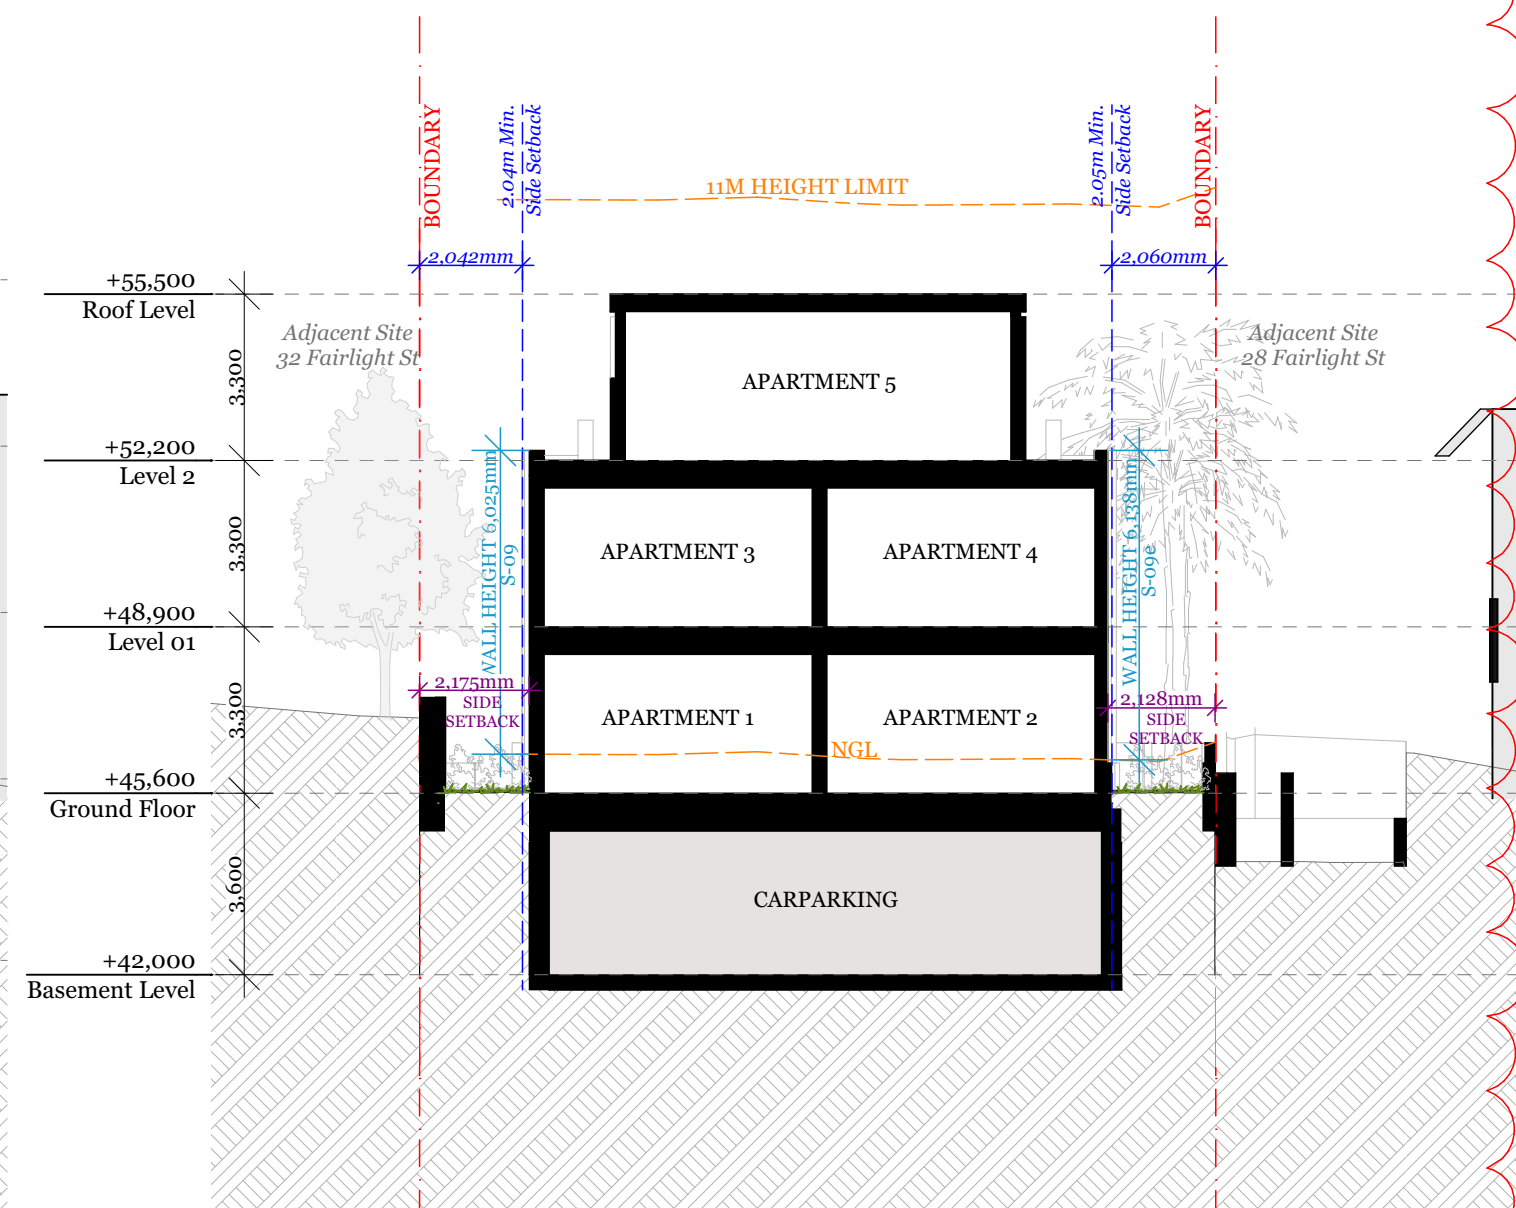 BOUNDARY
2.04m Min.
Side Setback
2.05m Min.
Side Setback
BOUNDARY
11M HEIGHT LIMIT
2,042mm
2,060mm
+55,500
Roof Level
Adjacent Site
32 Fairlight St
Adjacent Site
28 Fairlight St
3,300
APARTMENT 5
+52,200
Level 2
WALL HEIGHT 6,025mm
S-09
WALL HEIGHT 6,138mm
S-09e
3,300
APARTMENT 3
APARTMENT 4
+48,900
Level 01
2,175mm
SIDE
SETBACK
2,128mm
SIDE
SETBACK
3,300
APARTMENT 1
APARTMENT 2
NGL
+45,600
Ground Floor
3,600
CARPARKING
+42,000
Basement Level